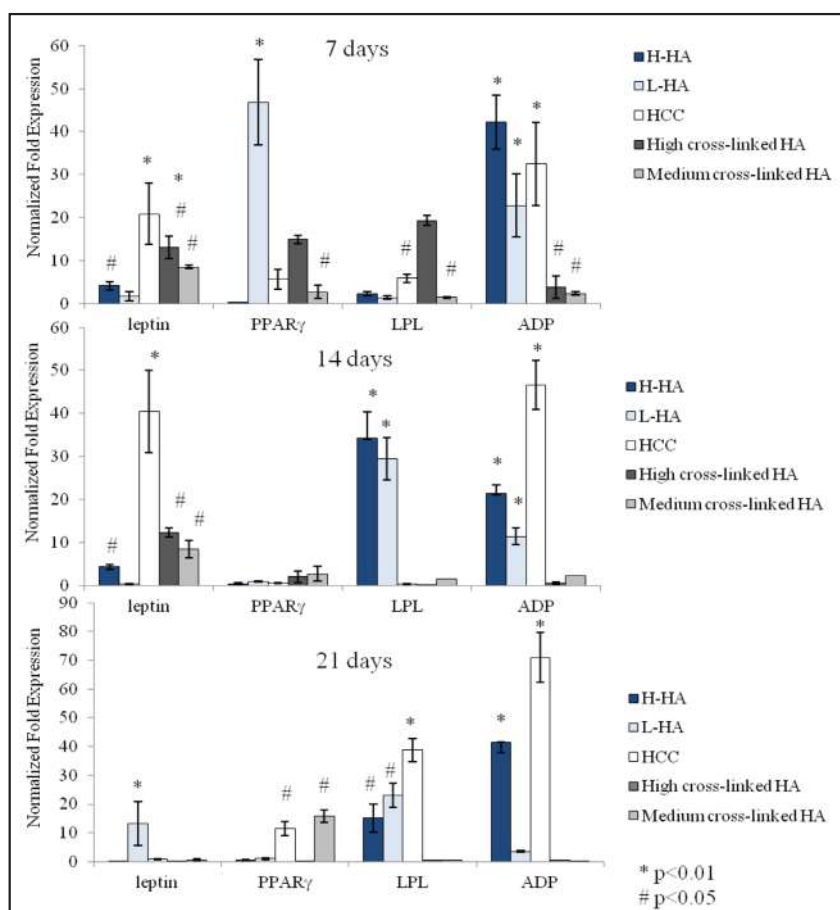 7 days
Normalized Fold Expression
60
50
40
30
20
10
0
* * * * # # # # # # * * * # #
leptin PPARγ LPL ADP
H-HA
L-HA
HCC
High cross-linked HA
Medium cross-linked HA
14 days
Normalized Fold Expression
60
50
40
30
20
10
0
# * # # * * * * *
leptin PPARγ LPL ADP
H-HA
L-HA
HCC
High cross-linked HA
Medium cross-linked HA
21 days
Normalized Fold Expression
90
80
70
60
50
40
30
20
10
0
* # # # # * * *
leptin PPARγ LPL ADP
H-HA
L-HA
HCC
High cross-linked HA
Medium cross-linked HA
* p<0.01
# p<0.05